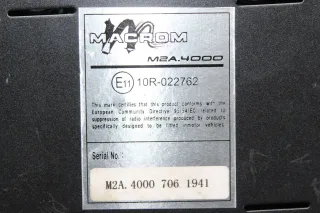 MACROM
M2A.4000
E11 10R-022762
This mark certifies that this product conforms with the
European Community Directive 95/54/EC related to
suppression of radio interference produced by products
specifically designed to be fitted inmotor vehicles.
Serial No :
M2A. 4000 706 1941